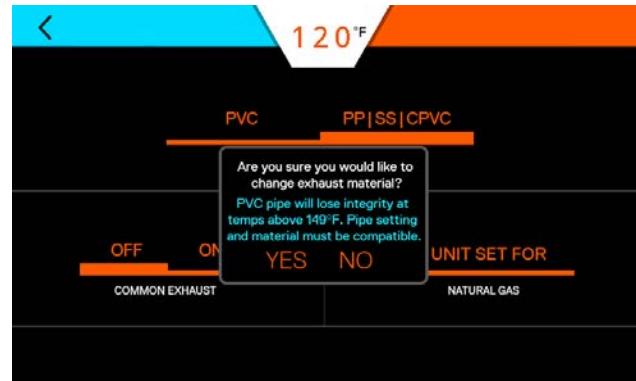 120°F
PVC
PP|SS|CPVC
Are you sure you would like to
change exhaust material?
PVC pipe will lose integrity at
temps above 149°F. Pipe setting
and material must be compatible.
YES NO
OFF
ON
COMMON EXHAUST
UNIT SET FOR
NATURAL GAS